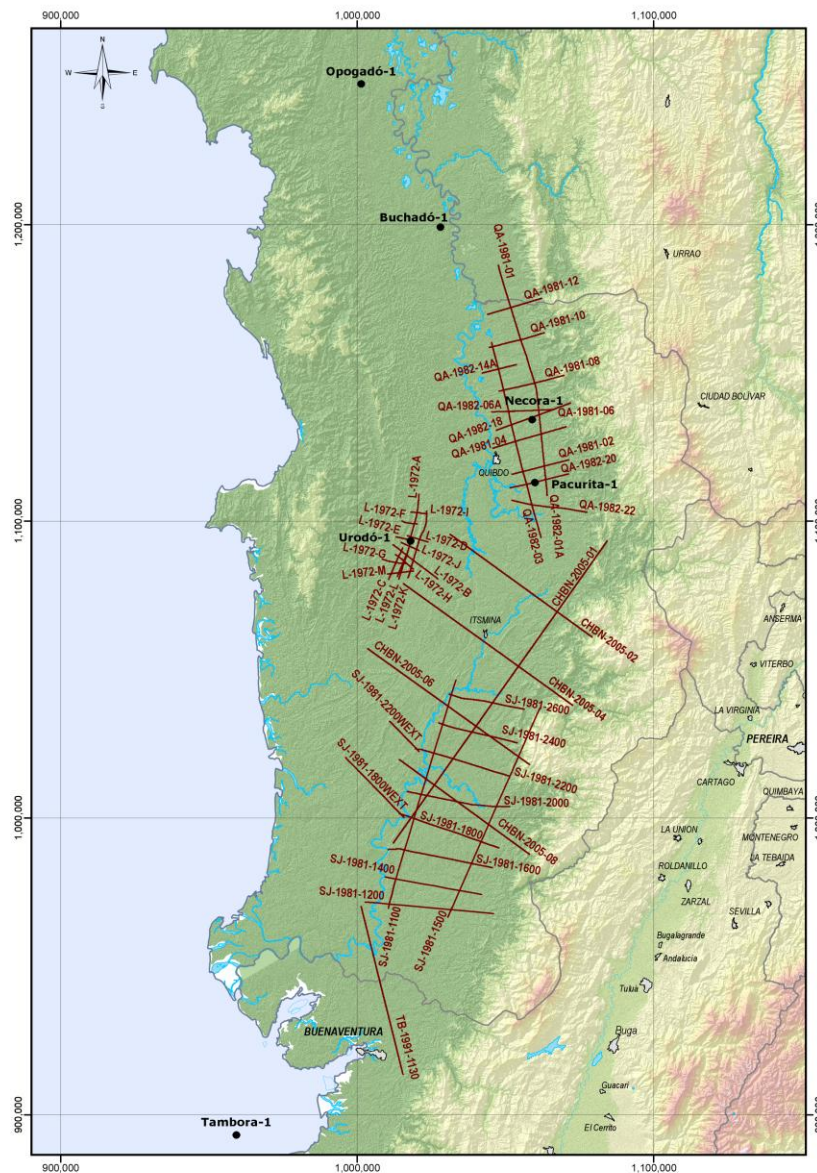 900,000
1,000,000
1,100,000
N
W
E
S
Opogadó-1
Buchadó-1
1,200,000
QA-1981-01
URRAO
QA-1981-12
QA-1981-10
QA-1982-14A
QA-1981-08
Necora-1
CIUDAD BOLÍVAR
QA-1982-06A
QA-1981-06
QA-1982-18
QA-1981-04
QUIBDO
QA-1981-02
QA-1982-20
Pacurita-1
QA-1982-22
QA-1982-03
QA-1982-01A
L-1972-A
L-1972-F
L-1972-I
L-1972-E
1,100,000
Urodó-1
L-1972-D
L-1972-G
L-1972-J
L-1972-M
L-1972-B
L-1972-H
L-1972-C
L-1972-L
L-1972-K
CHBN-2005-01
ITSMINA
CHBN-2005-02
ANSERMA
CHBN-2005-06
VITERBO
CHBN-2005-04
SJ-1981-2200WEXT
SJ-1981-2600
LA VIRGINIA
SJ-1981-2400
PEREIRA
SJ-1981-1800WEXT
SJ-1981-2200
CARTAGO
SJ-1981-2000
QUIMBAYA
1,000,000
SJ-1981-1800
CHBN-2005-08
LA UNION
MONTENEGRO
SJ-1981-1400
SJ-1981-1600
ROLDANILLO
LA TEBAIDA
SJ-1981-1200
ZARZAL
SEVILLA
SJ-1981-1100
SJ-1981-1500
Bugalagrande
Andalucia
Tulua
TB-1991-1130
BUENAVENTURA
Buga
Guacari
900,000
El Cerrito
Tambora-1
900,000
1,000,000
1,100,000